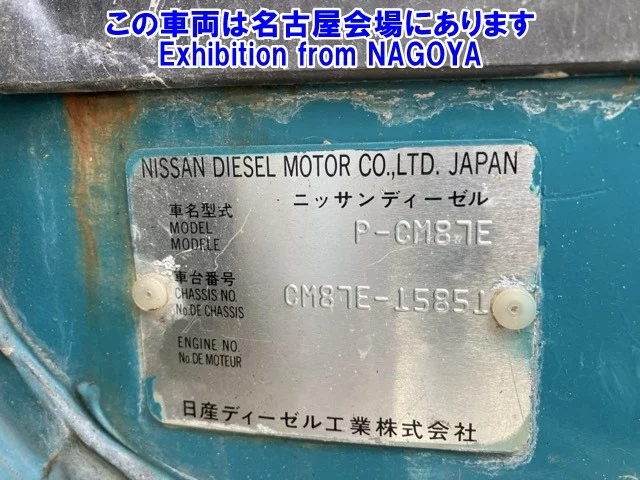 この車両は名古屋会場にあります
Exhibition from NAGOYA
NISSAN DIESEL MOTOR CO.,LTD. JAPAN
ニッサンディーゼル
車名型式
MODEL
MODÈLE
P-CM87E
車台番号
CHASSIS NO.
No.DE CHASSIS
CM87E-15851
ENGINE NO.
No.DE MOTEUR
日産ディーゼル工業株式会社